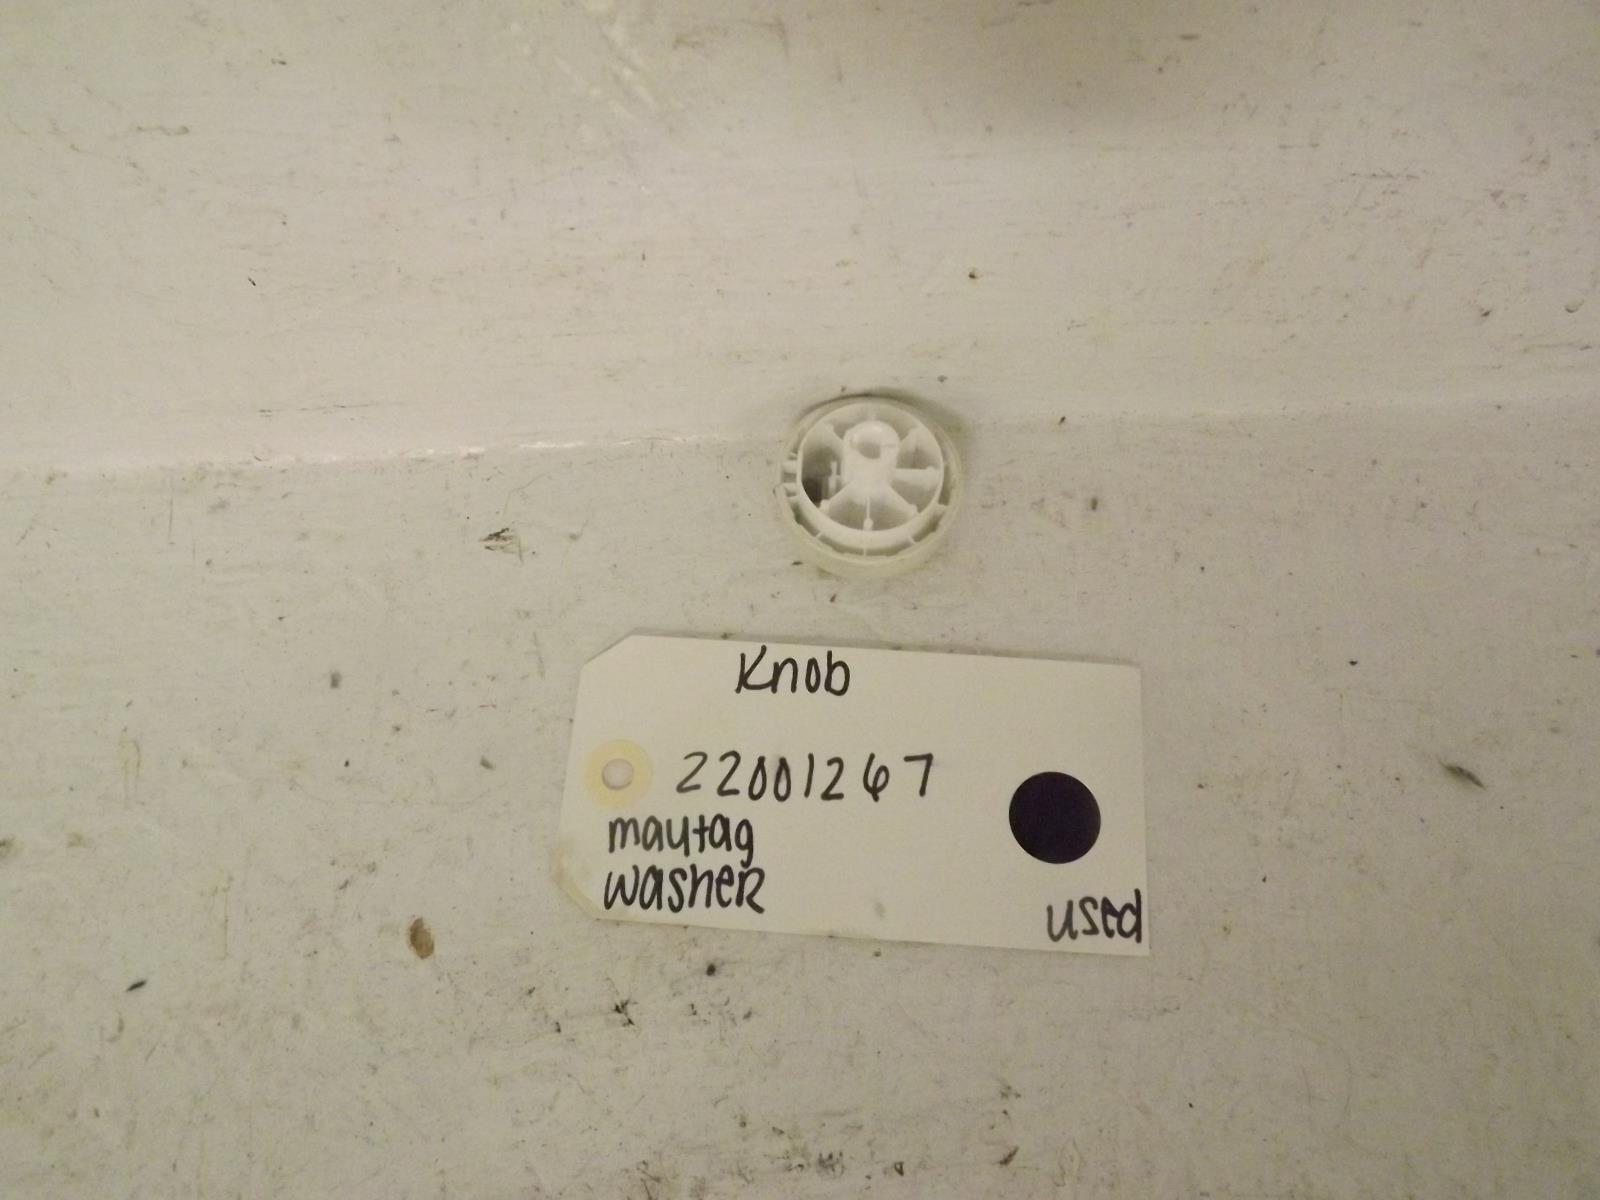 Knob
22001267
maytag
washer
used